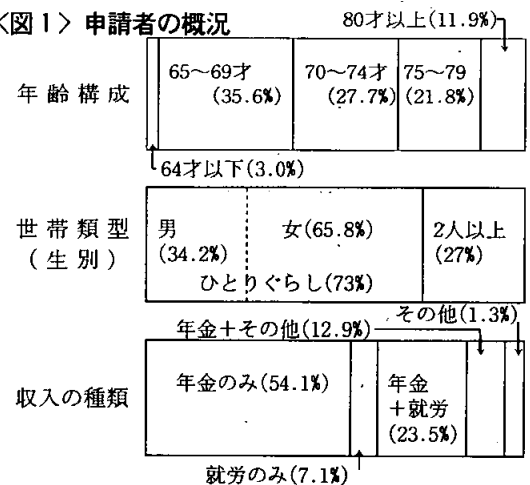 <図1> 申請者の概況
80才以上(11.9%)
年齢構成
65〜69才
(35.6%)
70〜74才
(27.7%)
75〜79
(21.8%)
64才以下(3.0%)
世帯類型
(生別)
男
(34.2%)
女(65.8%)
ひとりぐらし(73%)
2人以上
(27%)
その他(1.3%)
年金+その他(12.9%)
収入の種類
年金のみ(54.1%)
年金
+就労
(23.5%)
就労のみ(7.1%)